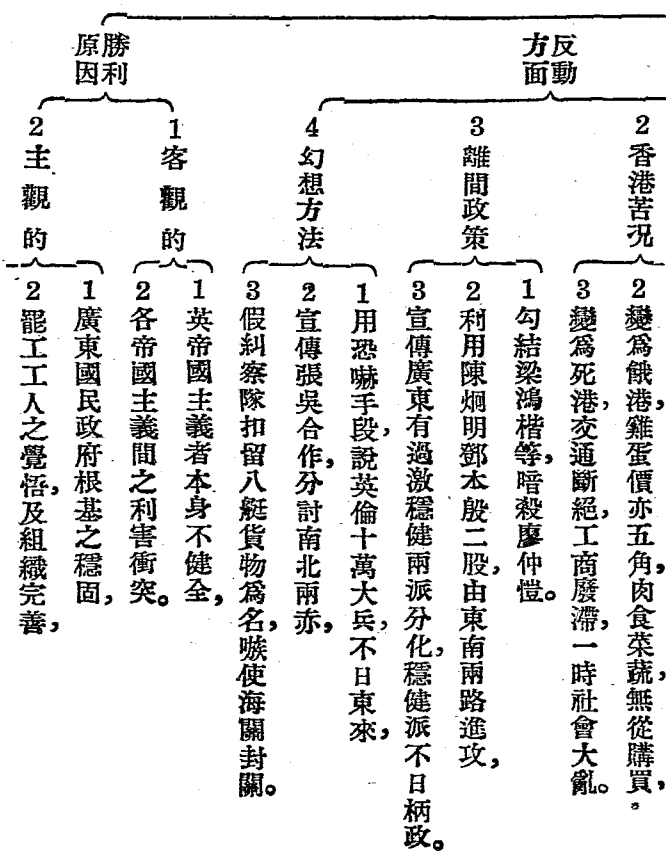 反動
方面
2 香港苦况
2 變爲餓港，雞蛋價亦五角，肉食菜蔬，無從購買，
3 變爲死港，交通斷絕，工商廢滯，一時社會大亂。
3 離間政策
1 勾結梁鴻楷等，暗殺廖仲愷。
2 利用陳烱明鄧本殷二股，由東南兩路進攻，
3 宣傳廣東有過激穩健兩派分化，穩健派不日柄政。
4 幻想方法
1 用恐嚇手段，說英倫十萬大兵，不日東來，
2 宣傳張吳合作，分討南北兩赤，
3 假糾察隊扣留八艇貨物爲名，嗾使海關封關。
勝利
原因
1 客觀的
1 英帝國主義者本身不健全，
2 各帝國主義間之利害衝突。
2 主觀的
1 廣東國民政府根基之穩固，
2 罷工工人之覺悟，及組織完善，